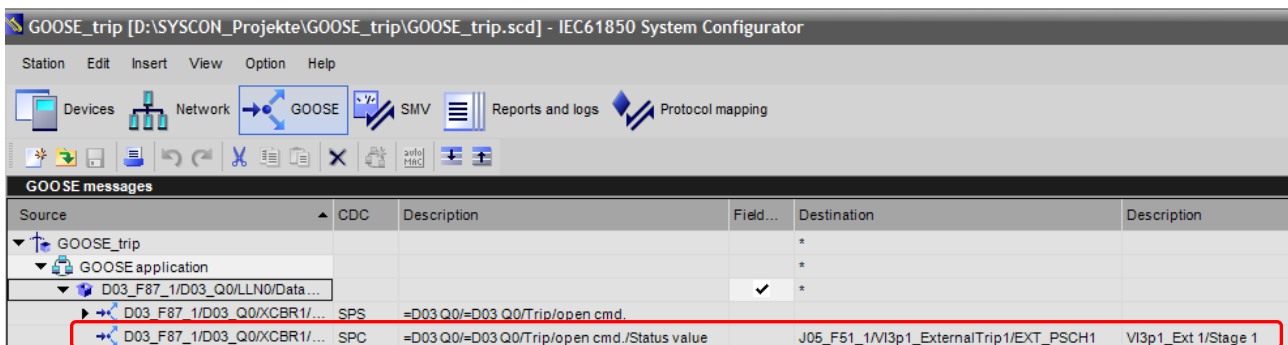 GOOSE_trip [D:\SYSCON_Projekte\GOOSE_trip\GOOSE_trip.scd] - IEC61850 System Configurator
Station Edit Insert View Option Help
Devices Network GOOSE SMV Reports and logs Protocol mapping
auto MAC
GOOSE messages
Source CDC Description Field... Destination Description
GOOSE_trip *
GOOSE application *
D03_F87_1/D03_Q0/LLN0/Data... *
D03_F87_1/D03_Q0/XCBR1/... SPS =D03 Q0/=D03 Q0/Trip/open cmd.
D03_F87_1/D03_Q0/XCBR1/... SPC =D03 Q0/=D03 Q0/Trip/open cmd./Status value J05_F51_1/VI3p1_ExternalTrip1/EXT_PSCH1 VI3p1_Ext 1/Stage 1